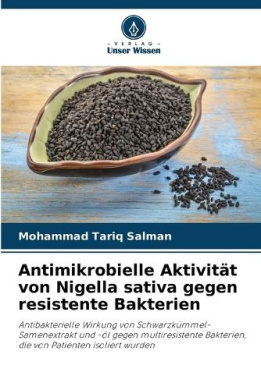 VERLAG
Unser Wissen
Mohammad Tariq Salman
Antimikrobielle Aktivität
von Nigella sativa gegen
resistente Bakterien
Antibakterielle Wirkung von Schwarzkümmel-
Samenextrakt und -öl gegen multiresistente Bakterien,
die von Patienten isoliert wurden